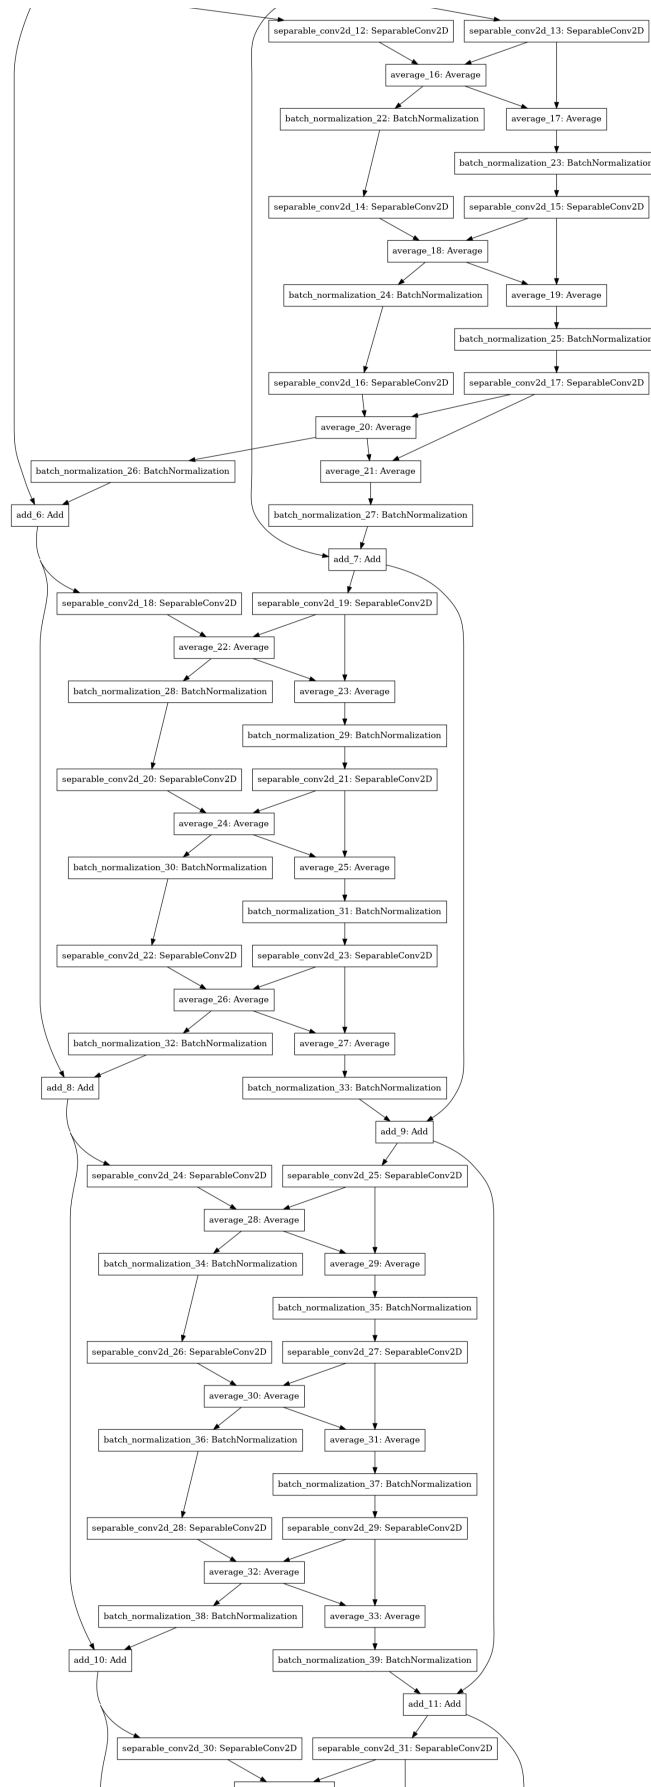 separable_conv2d_12: SeparableConv2D
separable_conv2d_13: SeparableConv2D
average_16: Average
batch_normalization_22: BatchNormalization
average_17: Average
batch_normalization_23: BatchNormalization
separable_conv2d_14: SeparableConv2D
separable_conv2d_15: SeparableConv2D
average_18: Average
batch_normalization_24: BatchNormalization
average_19: Average
batch_normalization_25: BatchNormalization
separable_conv2d_16: SeparableConv2D
separable_conv2d_17: SeparableConv2D
average_20: Average
batch_normalization_26: BatchNormalization
average_21: Average
add_6: Add
batch_normalization_27: BatchNormalization
add_7: Add
separable_conv2d_18: SeparableConv2D
separable_conv2d_19: SeparableConv2D
average_22: Average
batch_normalization_28: BatchNormalization
average_23: Average
batch_normalization_29: BatchNormalization
separable_conv2d_20: SeparableConv2D
separable_conv2d_21: SeparableConv2D
average_24: Average
batch_normalization_30: BatchNormalization
average_25: Average
batch_normalization_31: BatchNormalization
separable_conv2d_22: SeparableConv2D
separable_conv2d_23: SeparableConv2D
average_26: Average
batch_normalization_32: BatchNormalization
average_27: Average
add_8: Add
batch_normalization_33: BatchNormalization
add_9: Add
separable_conv2d_24: SeparableConv2D
separable_conv2d_25: SeparableConv2D
average_28: Average
batch_normalization_34: BatchNormalization
average_29: Average
batch_normalization_35: BatchNormalization
separable_conv2d_26: SeparableConv2D
separable_conv2d_27: SeparableConv2D
average_30: Average
batch_normalization_36: BatchNormalization
average_31: Average
batch_normalization_37: BatchNormalization
separable_conv2d_28: SeparableConv2D
separable_conv2d_29: SeparableConv2D
average_32: Average
batch_normalization_38: BatchNormalization
average_33: Average
add_10: Add
batch_normalization_39: BatchNormalization
add_11: Add
separable_conv2d_30: SeparableConv2D
separable_conv2d_31: SeparableConv2D